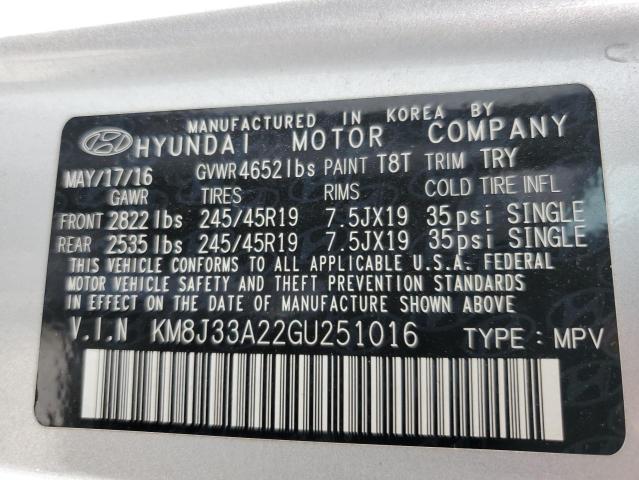 MANUFACTURED IN KOREA BY
HYUNDAI MOTOR COMPANY
MAY/17/16 GVWR 4652lbs PAINT T8T TRIM TRY
GAWR TIRES RIMS COLD TIRE INFL
FRONT 2822 lbs 245/45R19 7.5JX19 35psi SINGLE
REAR 2535 lbs 245/45R19 7.5JX19 35psi SINGLE
THIS VEHICLE CONFORMS TO ALL APPLICABLE U.S.A. FEDERAL
MOTOR VEHICLE SAFETY AND THEFT PREVENTION STANDARDS
IN EFFECT ON THE DATE OF MANUFACTURE SHOWN ABOVE.
V.I.N KM8J33A22GU251016 TYPE : MPV